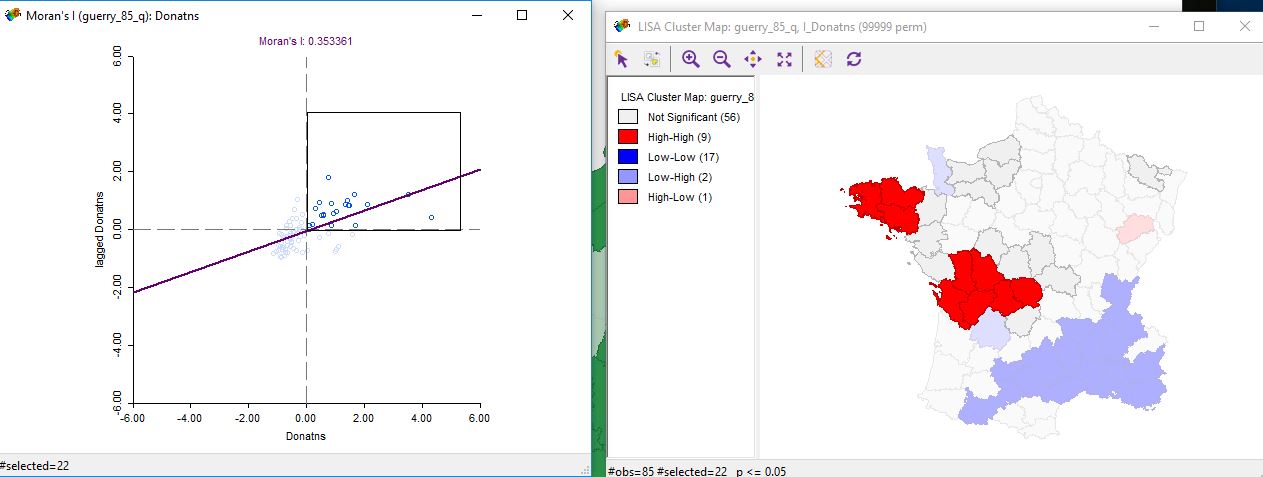 Moran's I (guerry_85_q): Donatns
Moran's I: 0.353361
6.00
4.00
2.00
0.00
-2.00
-4.00
-6.00
lagged Donatns
-6.00 -4.00 -2.00 0.00 2.00 4.00 6.00
Donatns
#selected=22
LISA Cluster Map: guerry_85_q, I_Donatns (99999 perm)
LISA Cluster Map: guerry_8
Not Significant (56)
High-High (9)
Low-Low (17)
Low-High (2)
High-Low (1)
#obs=85 #selected=22 p <= 0.05